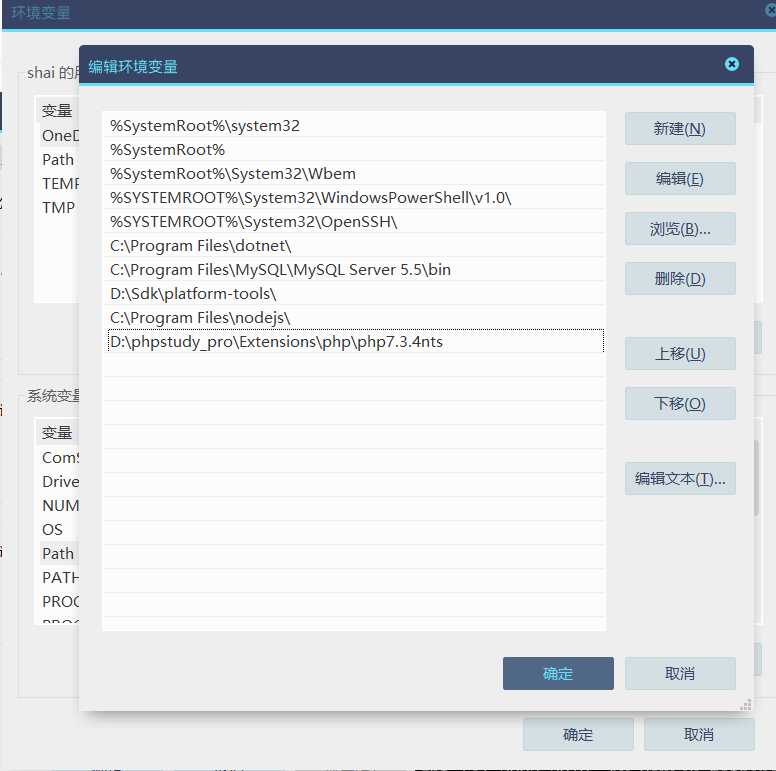 环境变量
编辑环境变量
shai 的
变量
OneD
Path
TEMP
TMP
%SystemRoot%\system32
%SystemRoot%
%SystemRoot%\System32\Wbem
%SYSTEMROOT%\System32\WindowsPowerShell\v1.0\
%SYSTEMROOT%\System32\OpenSSH\
C:\Program Files\dotnet\
C:\Program Files\MySQL\MySQL Server 5.5\bin
D:\Sdk\platform-tools\
C:\Program Files\nodejs\
D:\phpstudy_pro\Extensions\php\php7.3.4nts
新建(N)
编辑(E)
浏览(B)...
删除(D)
上移(U)
下移(O)
编辑文本(T)...
系统变量
变量
ComS
Drive
NUM
OS
Path
PATH
PROC
确定
取消
确定
取消